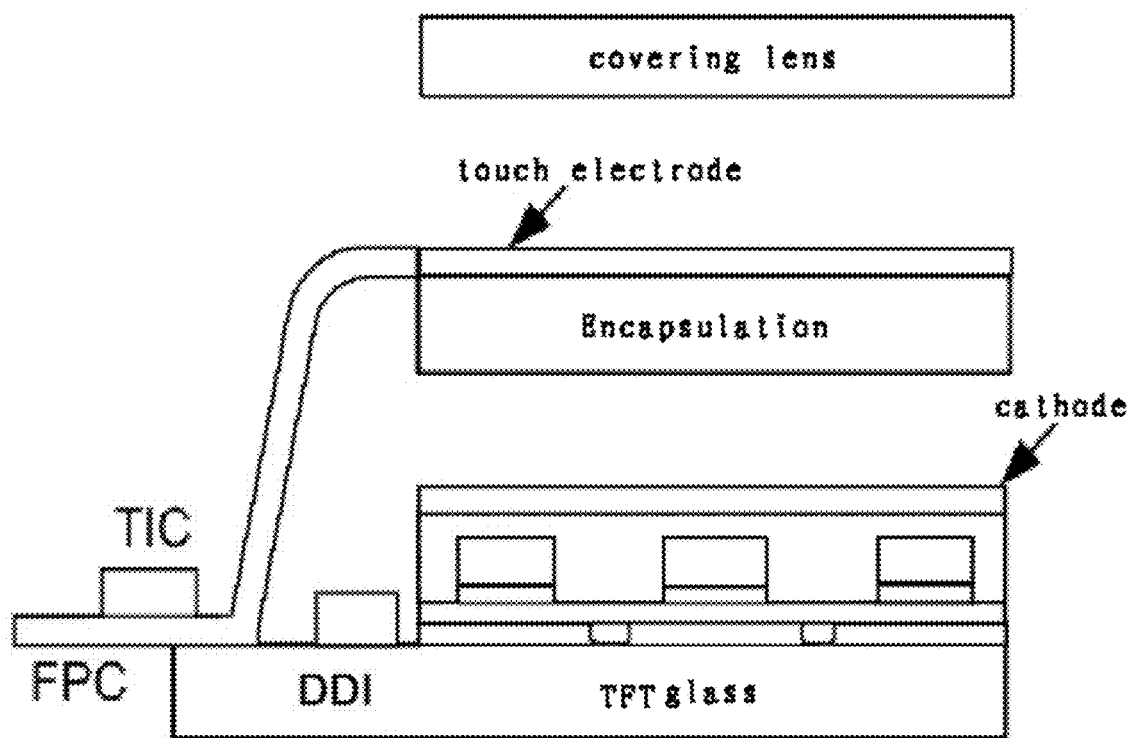 covering lens
touch electrode
Encapsulation
cathode
TIC
FPC
DDI
TFT glass